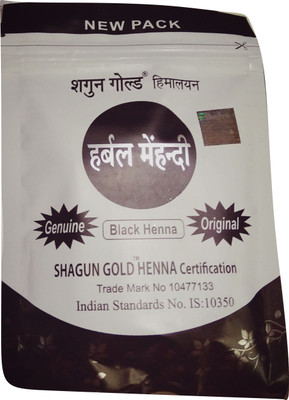 NEW PACK
शगुन गोल्ड® हिमालयन
हर्बल मेंहन्दी
Genuine
Black Henna
Original
SHAGUN GOLD HENNA™ Certification
Trade Mark No 10477133
Indian Standards No. IS:10350